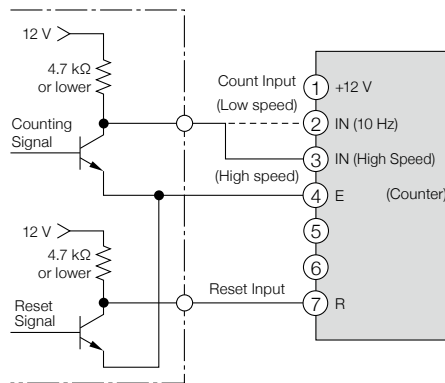 12 V
4.7 kΩ
or lower
Counting
Signal
12 V
4.7 kΩ
or lower
Reset
Signal
Count Input
(Low speed)
(High speed)
Reset Input
1 +12 V
2 IN (10 Hz)
3 IN (High Speed)
4 E (Counter)
5
6
7 R